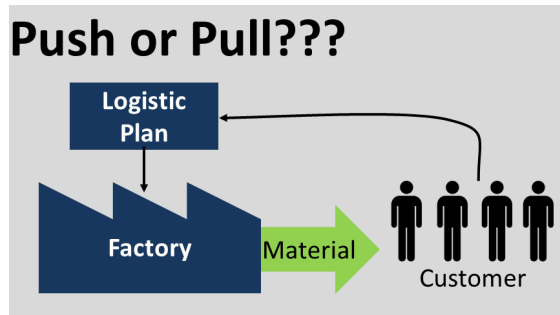 Push or Pull???
Logistic
Plan
Factory
Material
Customer